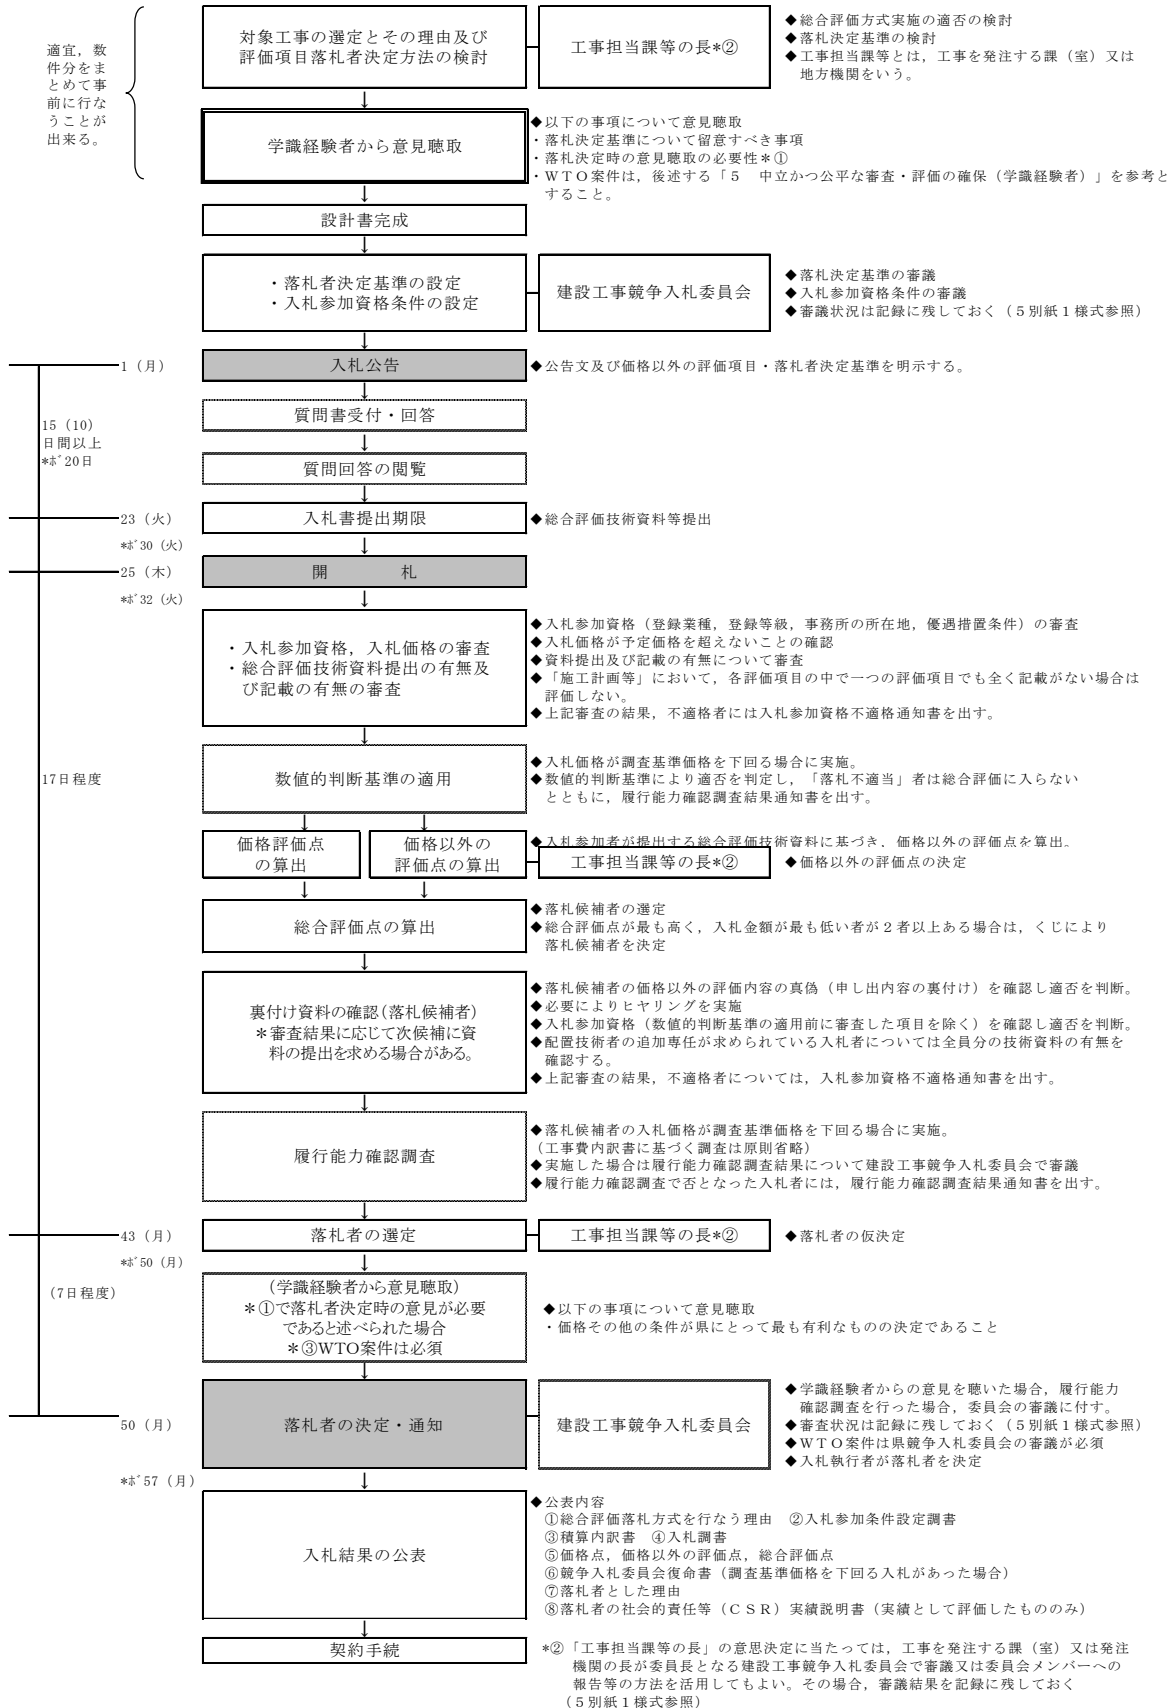 適宜，数
件分をま
とめて事
前に行な
うことが
出来る。
対象工事の選定とその理由及び
評価項目落札者決定方法の検討
工事担当課等の長*②
◆総合評価方式実施の適否の検討
◆落札決定基準の検討
◆工事担当課等とは，工事を発注する課（室）又は
地方機関をいう。
↓
学識経験者から意見聴取
◆以下の事項について意見聴取
・落札決定基準について留意すべき事項
・落札決定時の意見聴取の必要性＊①
・ＷＴＯ案件は，後述する「５　中立かつ公平な審査・評価の確保（学識経験者）」を参考と
すること。
↓
設計書完成
↓
・落札者決定基準の設定
・入札参加資格条件の設定
建設工事競争入札委員会
◆落札決定基準の審議
◆入札参加資格条件の審議
◆審議状況は記録に残しておく（５別紙１様式参照）
↓
1（月）
入札公告
◆公告文及び価格以外の評価項目・落札者決定基準を明示する。
↓
15（10）
日間以上
*ﾎﾞ20日
質問書受付・回答
↓
質問回答の閲覧
↓
23（火）
入札書提出期限
◆総合評価技術資料等提出
*ﾎﾞ30（火）
↓
25（木）
開　　　札
*ﾎﾞ32（火）
↓
・入札参加資格，入札価格の審査
・総合評価技術資料提出の有無及
び記載の有無の審査
◆入札参加資格（登録業種，登録等級，事務所の所在地，優遇措置条件）の審査
◆入札価格が予定価格を超えないことの確認
◆資料提出及び記載の有無について審査
◆「施工計画等」において，各評価項目の中で一つの評価項目でも全く記載がない場合は
評価しない。
◆上記審査の結果，不適格者には入札参加資格不適格通知書を出す。
↓
17日程度
数値的判断基準の適用
◆入札価格が調査基準価格を下回る場合に実施。
◆数値的判断基準により適否を判定し，「落札不適当」者は総合評価に入らない
とともに，履行能力確認調査結果通知書を出す。
↓　↓
価格評価点
の算出
価格以外の
評価点の算出
◆入札参加者が提出する総合評価技術資料に基づき，価格以外の評価点を算出。
工事担当課等の長*②
◆価格以外の評価点の決定
↓　↓
総合評価点の算出
◆落札候補者の選定
◆総合評価点が最も高く，入札金額が最も低い者が２者以上ある場合は，くじにより
落札候補者を決定
↓
裏付け資料の確認（落札候補者）
＊審査結果に応じて次候補に資
料の提出を求める場合がある。
◆落札候補者の価格以外の評価内容の真偽（申し出内容の裏付け）を確認し適否を判断。
◆必要によりヒヤリングを実施
◆入札参加資格（数値的判断基準の適用前に審査した項目を除く）を確認し適否を判断。
◆配置技術者の追加専任が求められている入札者については全員分の技術資料の有無を
確認する。
◆上記審査の結果，不適格者については，入札参加資格不適格通知書を出す。
↓
履行能力確認調査
◆落札候補者の入札価格が調査基準価格を下回る場合に実施。
（工事費内訳書に基づく調査は原則省略）
◆実施した場合は履行能力確認調査結果について建設工事競争入札委員会で審議
◆履行能力確認調査で否となった入札者には，履行能力確認調査結果通知書を出す。
↓
43（月）
落札者の選定
工事担当課等の長*②
◆落札者の仮決定
*ﾎﾞ50（月）
↓
（7日程度）
（学識経験者から意見聴取）
＊①で落札者決定時の意見が必要
であると述べられた場合
＊③WTO案件は必須
◆以下の事項について意見聴取
・価格その他の条件が県にとって最も有利なものの決定であること
↓
50（月）
落札者の決定・通知
建設工事競争入札委員会
◆学識経験者からの意見を聴いた場合，履行能力
確認調査を行った場合，委員会の審議に付す。
◆審査状況は記録に残しておく（５別紙１様式参照）
◆ＷＴＯ案件は県競争入札委員会の審議が必須
◆入札執行者が落札者を決定
*ﾎﾞ57（月）
↓
入札結果の公表
◆公表内容
①総合評価落札方式を行なう理由　②入札参加条件設定調書
③積算内訳書　④入札調書
⑤価格点，価格以外の評価点，総合評価点
⑥競争入札委員会復命書（調査基準価格を下回る入札があった場合）
⑦落札者とした理由
⑧落札者の社会的責任等（ＣＳＲ）実績説明書（実績として評価したもののみ）
↓
契約手続
*②「工事担当課等の長」の意思決定に当たっては，工事を発注する課（室）又は発注
機関の長が委員長となる建設工事競争入札委員会で審議又は委員会メンバーへの
報告等の方法を活用してもよい。その場合，審議結果を記録に残しておく
（５別紙１様式参照）